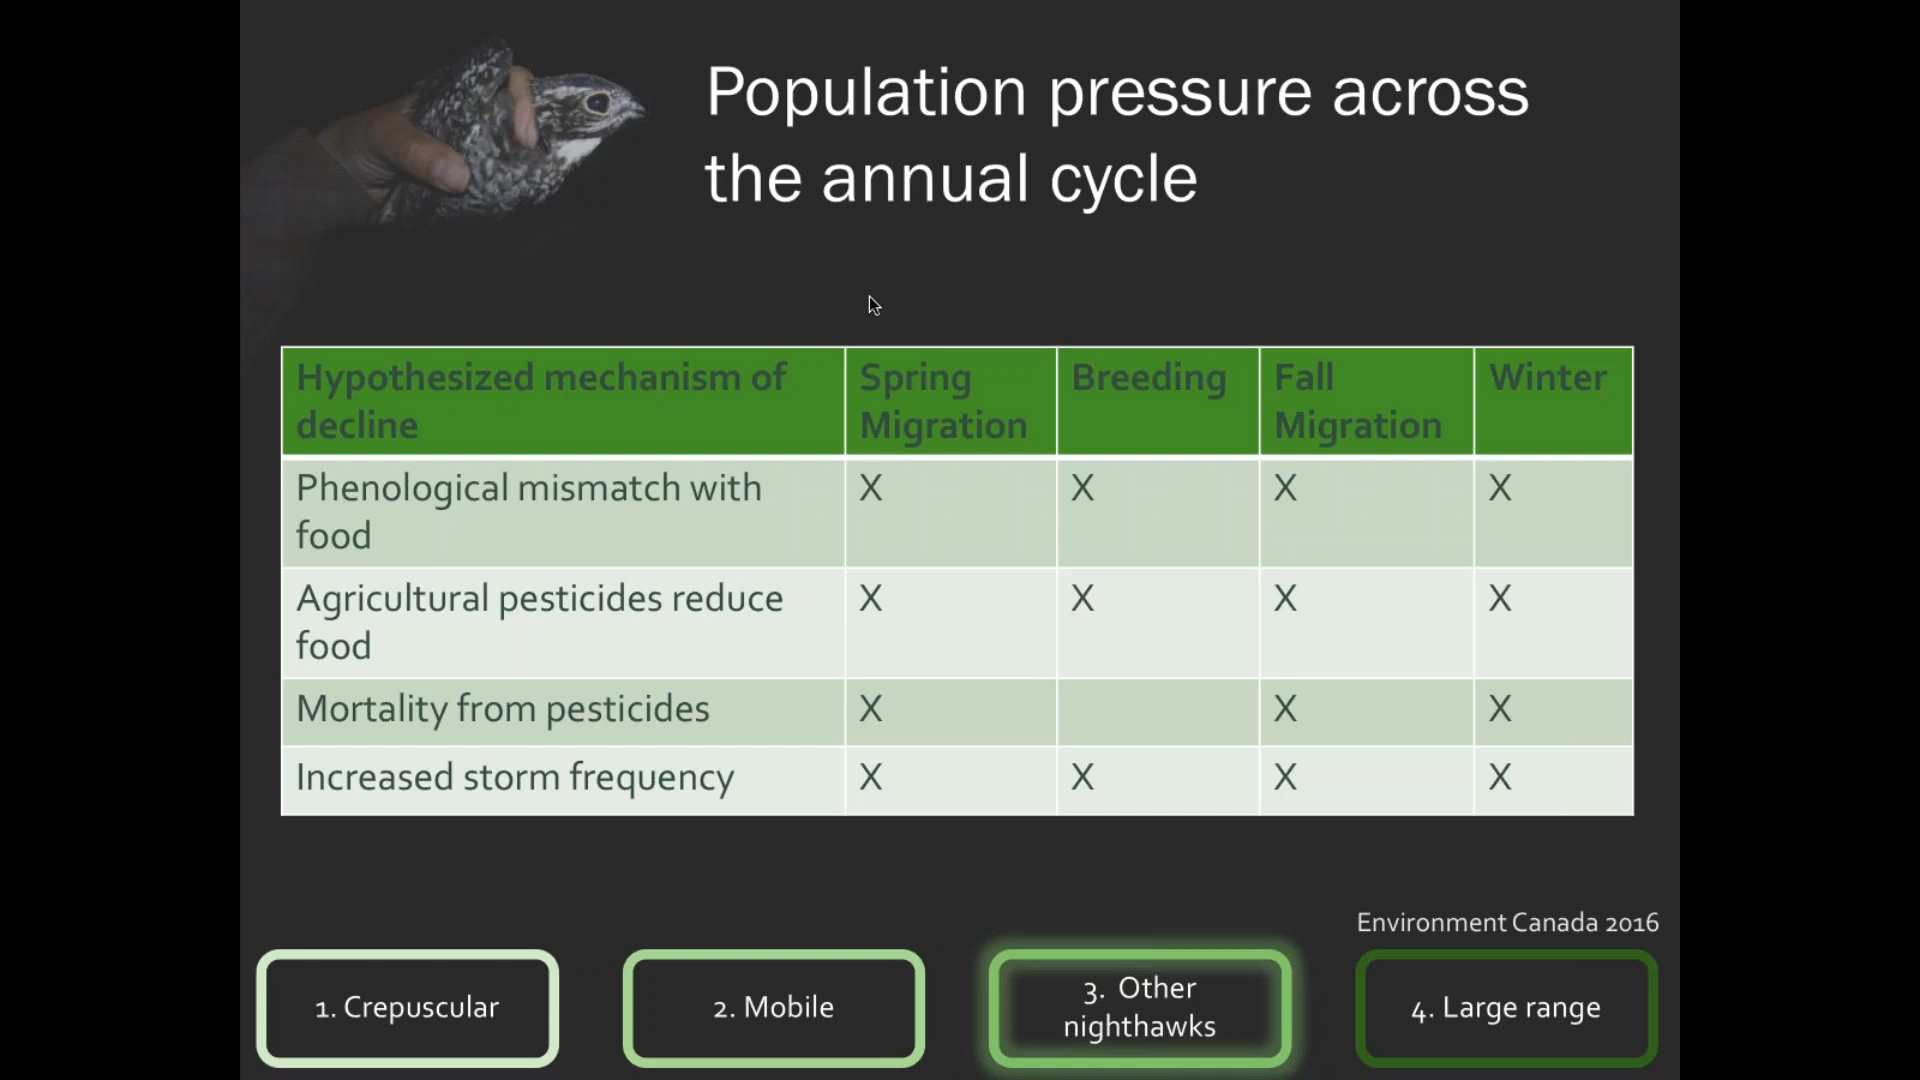 Population pressure across
the annual cycle
Hypothesized mechanism of
decline
Spring
Migration
Breeding
Fall
Migration
Winter
Phenological mismatch with
food
X
X
X
X
Agricultural pesticides reduce
food
X
X
X
X
Mortality from pesticides
X
X
X
Increased storm frequency
X
X
X
X
Environment Canada 2016
1. Crepuscular
2. Mobile
3. Other
nighthawks
4. Large range